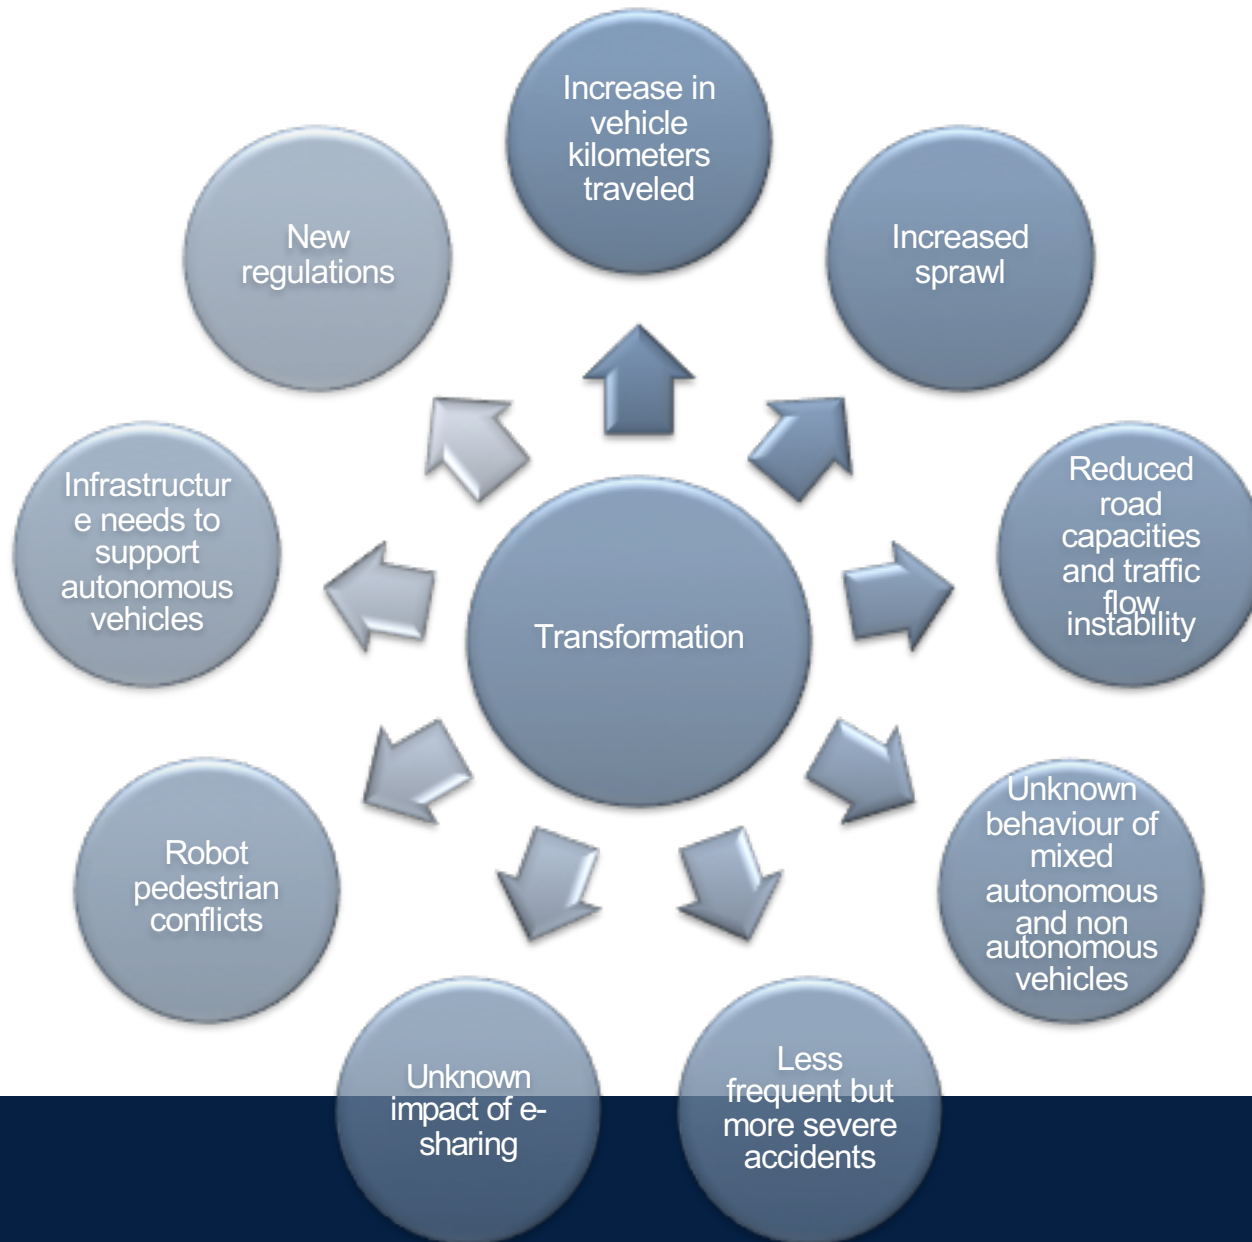 Increase in
vehicle
kilometers
traveled
Increased
sprawl
Reduced
road
capacities
and traffic
flow
instability
Unknown
behaviour of
mixed
autonomous
and non
autonomous
vehicles
Less
frequent but
more severe
accidents
Unknown
impact of e-
sharing
Robot
pedestrian
conflicts
Infrastructur
e needs to
support
autonomous
vehicles
New
regulations
Transformation